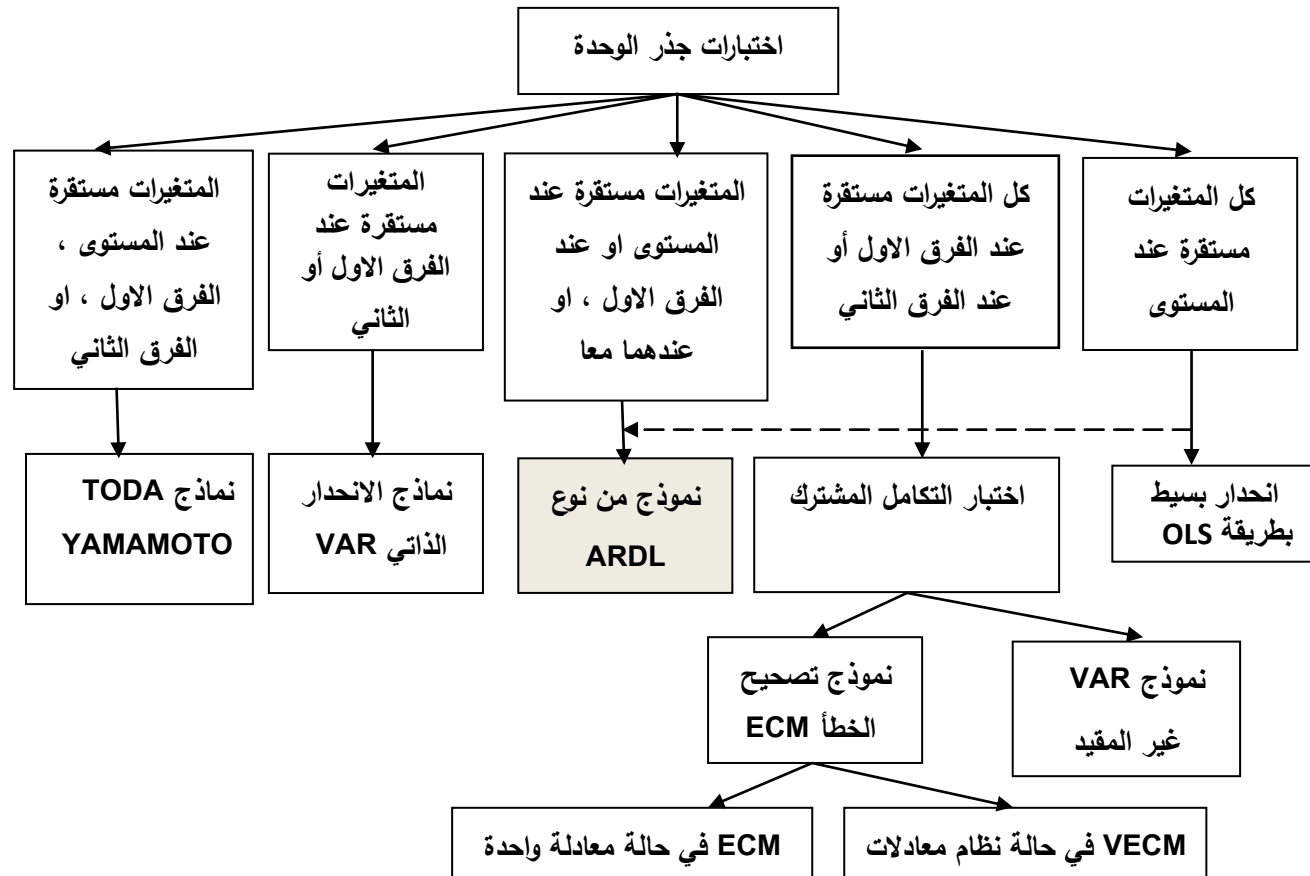 اختبارات جذر الوحدة
كل المتغيرات
مستقرة عند
المستوى
كل المتغيرات مستقرة
عند الفرق الاول أو
عند الفرق الثاني
المتغيرات مستقرة عند
المستوى او عند
الفرق الاول ، او
عندهما معا
المتغيرات
مستقرة عند
الفرق الاول أو
الثاني
المتغيرات مستقرة
عند المستوى ،
الفرق الاول ، او
الفرق الثاني
انحدار بسيط
بطريقة OLS
اختبار التكامل المشترك
نموذج من نوع
ARDL
نماذج الانحدار
الذاتي VAR
نماذج TODA
YAMAMOTO
نموذج VAR
غير المقيد
نموذج تصحيح
الخطأ ECM
VECM في حالة نظام معادلات
ECM في حالة معادلة واحدة